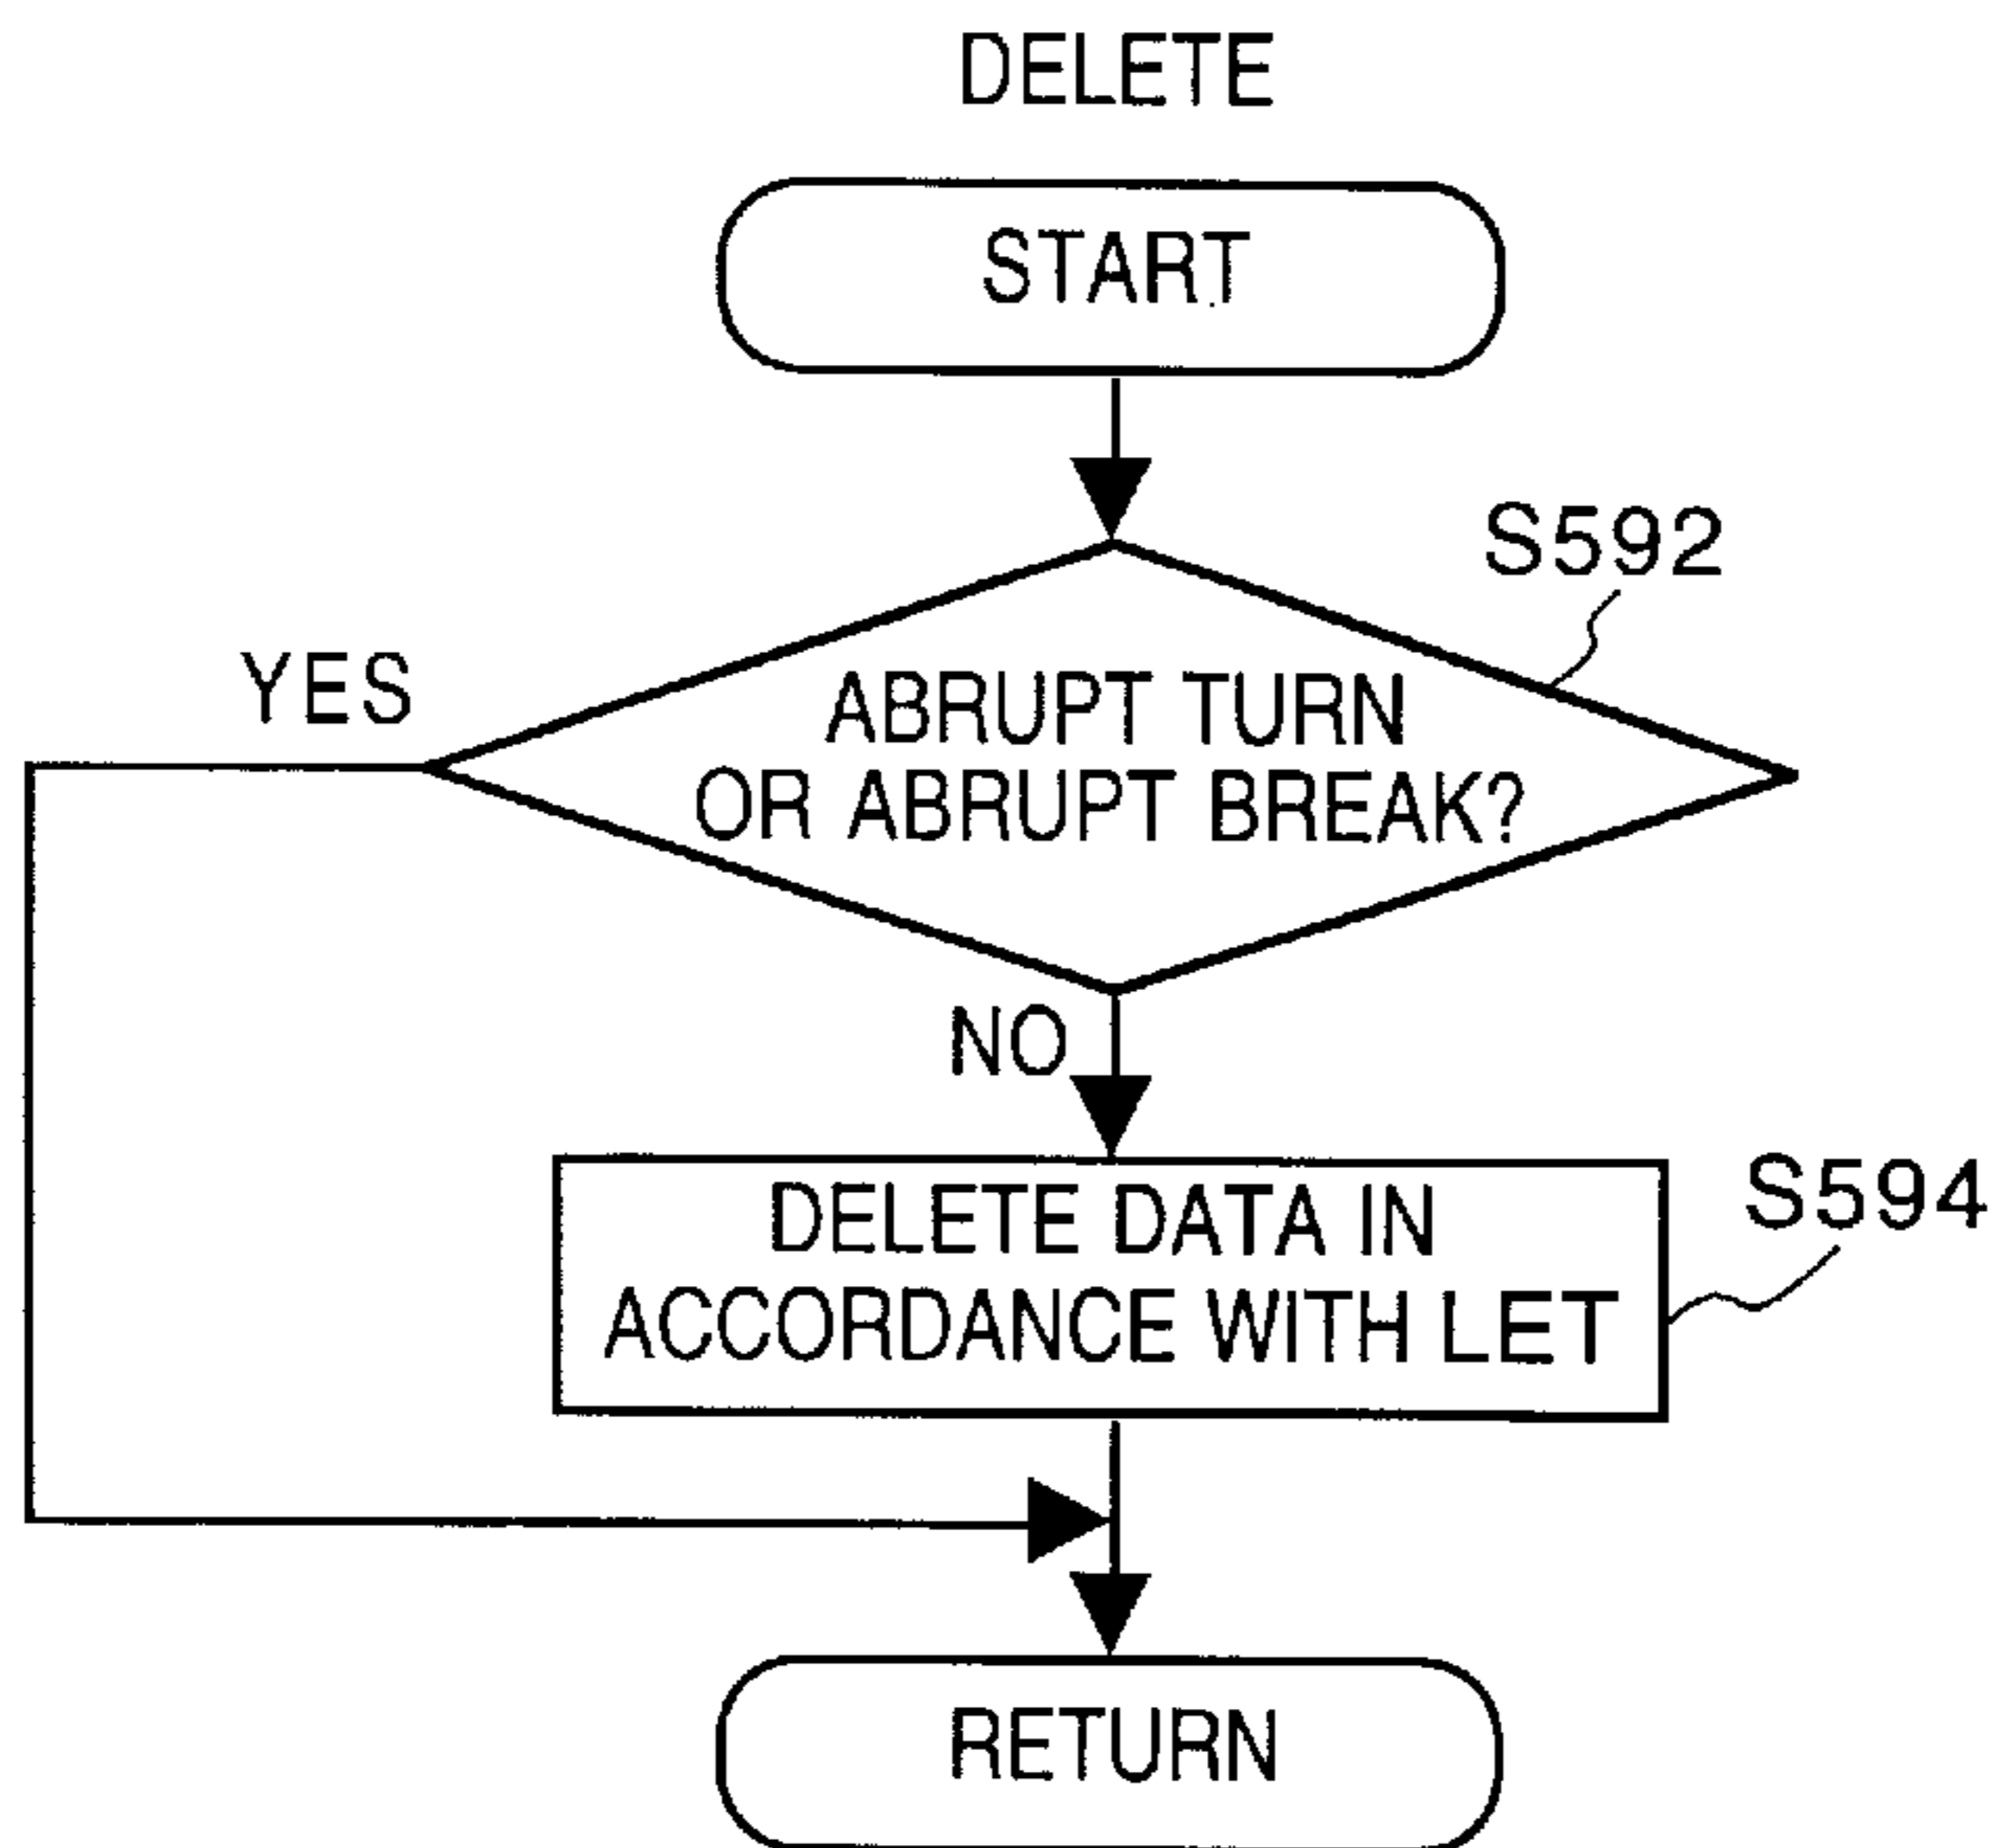 DELETE
START
S592
YES
ABRUPT TURN
OR ABRUPT BREAK?
NO
DELETE DATA IN
ACCORDANCE WITH LET
S594
RETURN